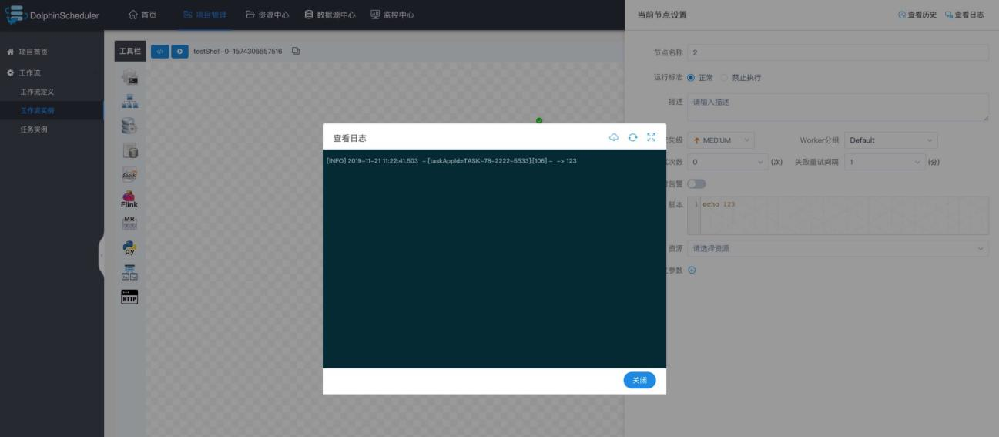 DolphinScheduler
首页
项目管理
资源中心
数据源中心
监控中心
当前节点设置
查看历史
查看日志
项目首页
工作流
工作流定义
工作流实例
任务实例
工具栏
</>
testShell-0-1574306557516
Spark
Flink
MR
py
HTTP
节点名称
2
运行标志
正常
禁止执行
描述
请输入描述
先级
MEDIUM
Worker分组
Default
次数
0
(次)
失败重试间隔
1
(分)
告警
脚本
1
echo 123
资源
请选择资源
参数
查看日志
[INFO] 2019-11-21 11:22:41.503 - [taskAppId=TASK-78-2222-5533]:[106] - -> 123
关闭